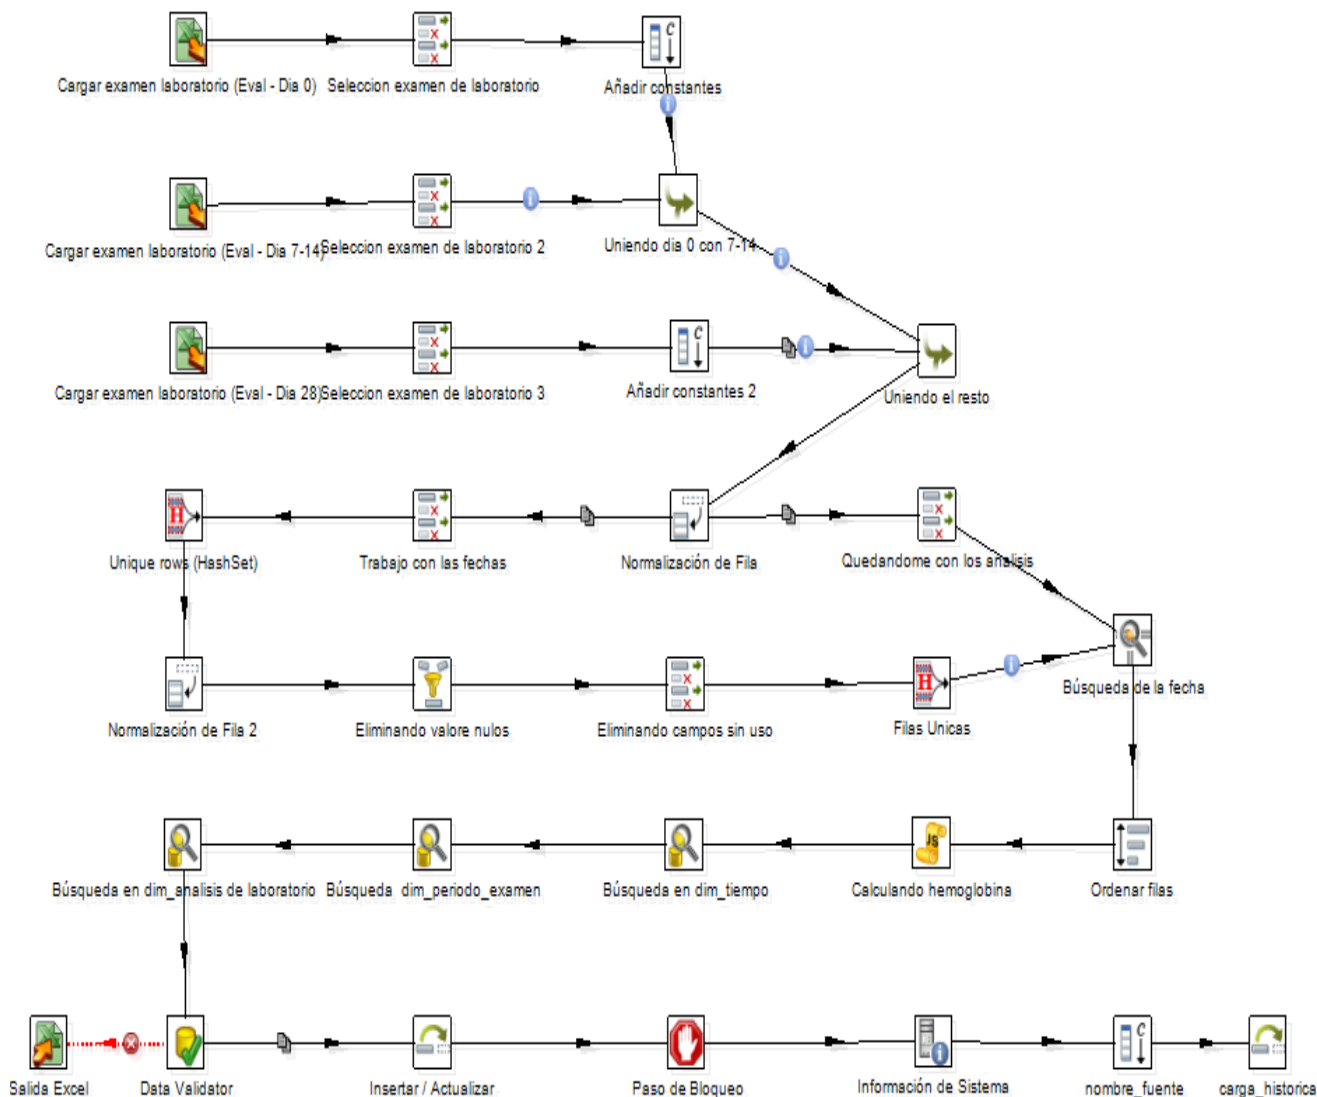 Cargar examen laboratorio (Eval - Dia 0)
Seleccion examen de laboratorio
Añadir constantes
Cargar examen laboratorio (Eval - Dia 7-14)
Seleccion examen de laboratorio 2
Uniendo dia 0 con 7-14
Cargar examen laboratorio (Eval - Dia 28)
Seleccion examen de laboratorio 3
Añadir constantes 2
Uniendo el resto
Unique rows (HashSet)
Trabajo con las fechas
Normalización de Fila
Quedandome con los analisis
Normalización de Fila 2
Eliminando valore nulos
Eliminando campos sin uso
Filas Unicas
Búsqueda de la fecha
Búsqueda en dim_analisis de laboratorio
Búsqueda dim_periodo_examen
Búsqueda en dim_tiempo
Calculando hemoglobina
Ordenar filas
Salida Excel
Data Validator
Insertar / Actualizar
Paso de Bloqueo
Información de Sistema
nombre_fuente
carga_historica